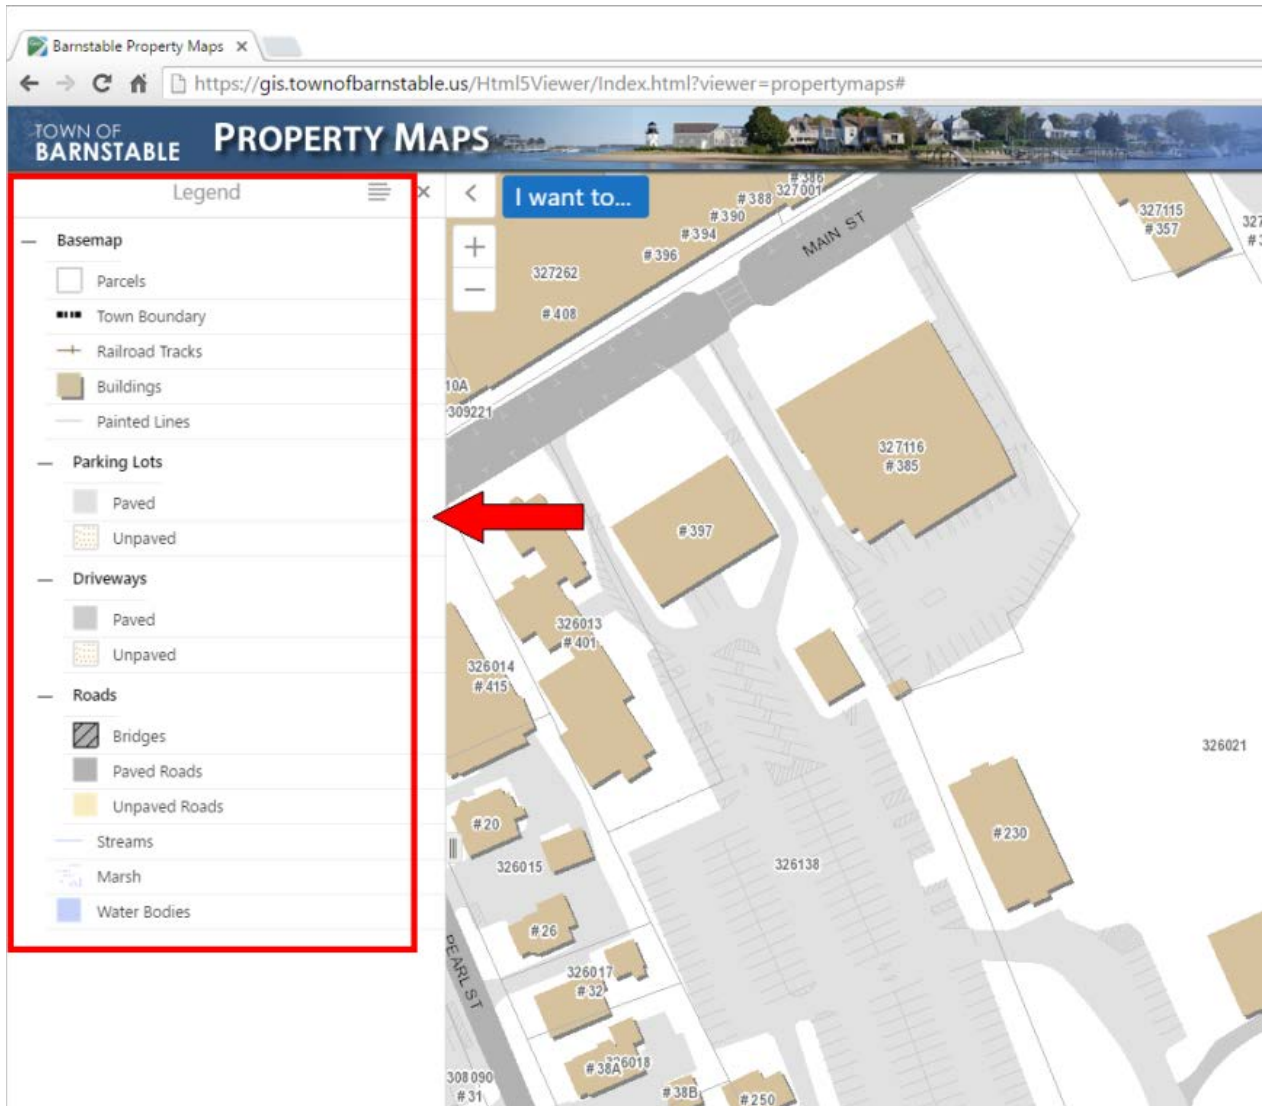 Barnstable Property Maps
https://gis.townofbarnstable.us/Html5Viewer/Index.html?viewer=propertymaps#
TOWN OF
BARNSTABLE
PROPERTY MAPS
Legend
I want to...
Basemap
Parcels
Town Boundary
Railroad Tracks
Buildings
Painted Lines
Parking Lots
Paved
Unpaved
Driveways
Paved
Unpaved
Roads
Bridges
Paved Roads
Unpaved Roads
Streams
Marsh
Water Bodies
#386
327001
#388
#390
#394
#396
327262
#408
MAIN ST
327115
#357
10A
309221
327116
#385
#397
326013
#401
326014
#415
326021
#20
326015
326138
#230
#26
PEARL ST
326017
#32
326018
#38A
308090
#31
#38B
#250